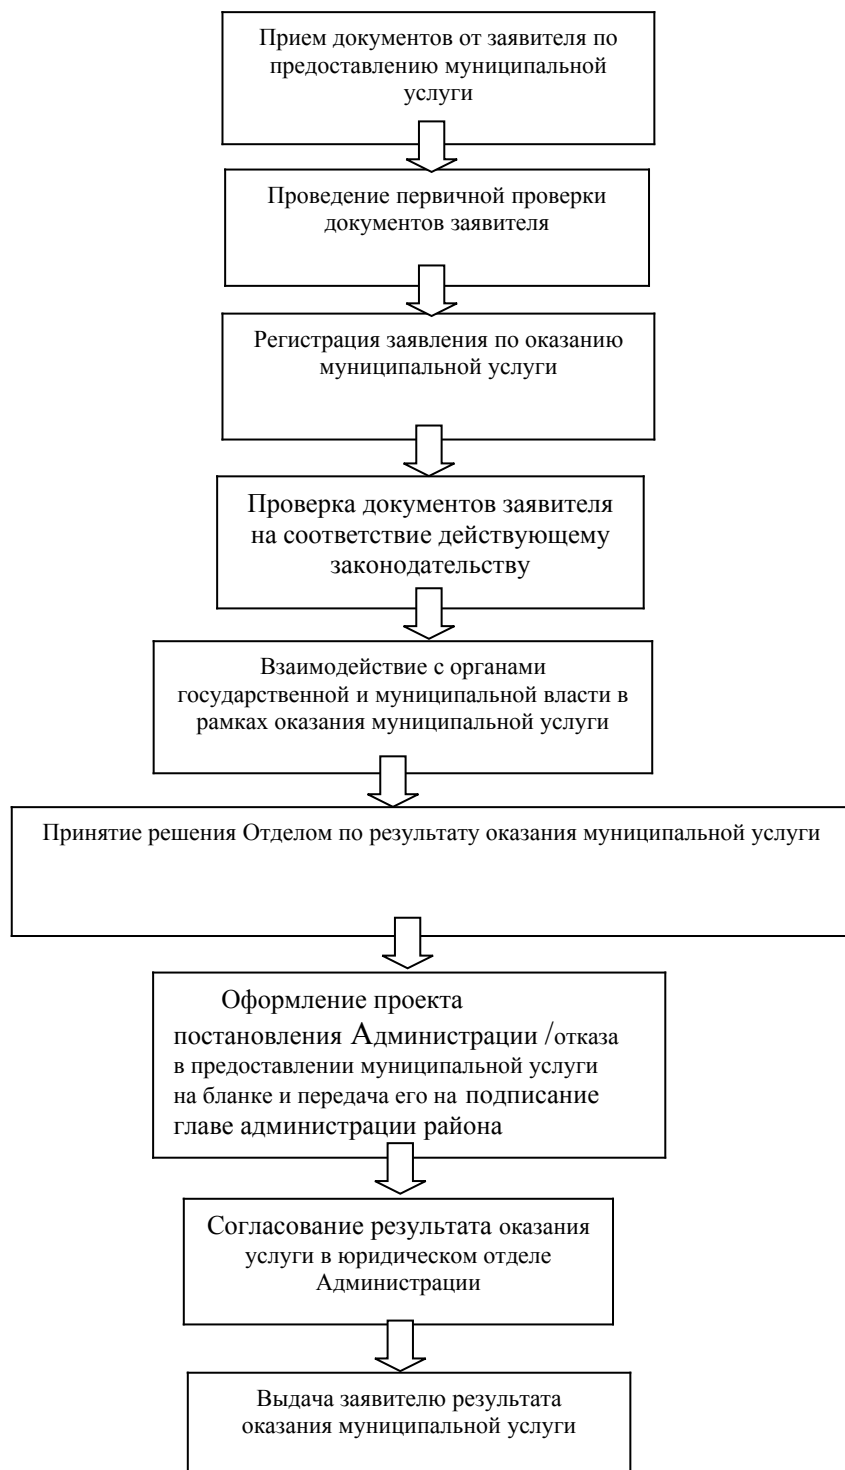 Прием документов от заявителя по
предоставлению муниципальной
услуги
Проведение первичной проверки
документов заявителя
Регистрация заявления по оказанию
муниципальной услуги
Проверка документов заявителя
на соответствие действующему
законодательству
Взаимодействие с органами
государственной и муниципальной власти в
рамках оказания муниципальной услуги
Принятие решения Отделом по результату оказания муниципальной услуги
Оформление проекта
постановления Администрации /отказа
в предоставлении муниципальной услуги
на бланке и передача его на подписание
главе администрации района
Согласование результата оказания
услуги в юридическом отделе
Администрации
Выдача заявителю результата
оказания муниципальной услуги